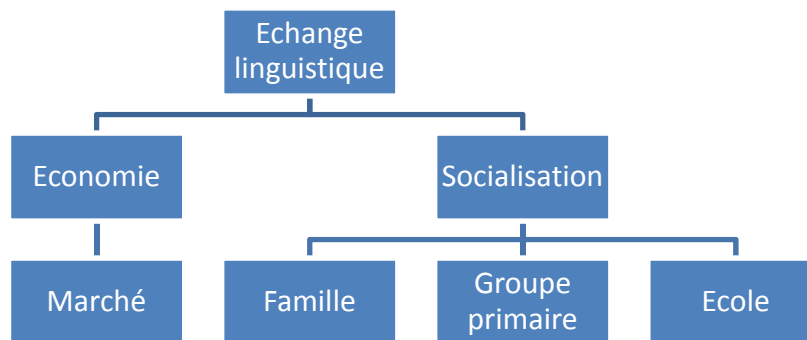 Echange
linguistique
Economie
Socialisation
Marché
Famille
Groupe
primaire
Ecole